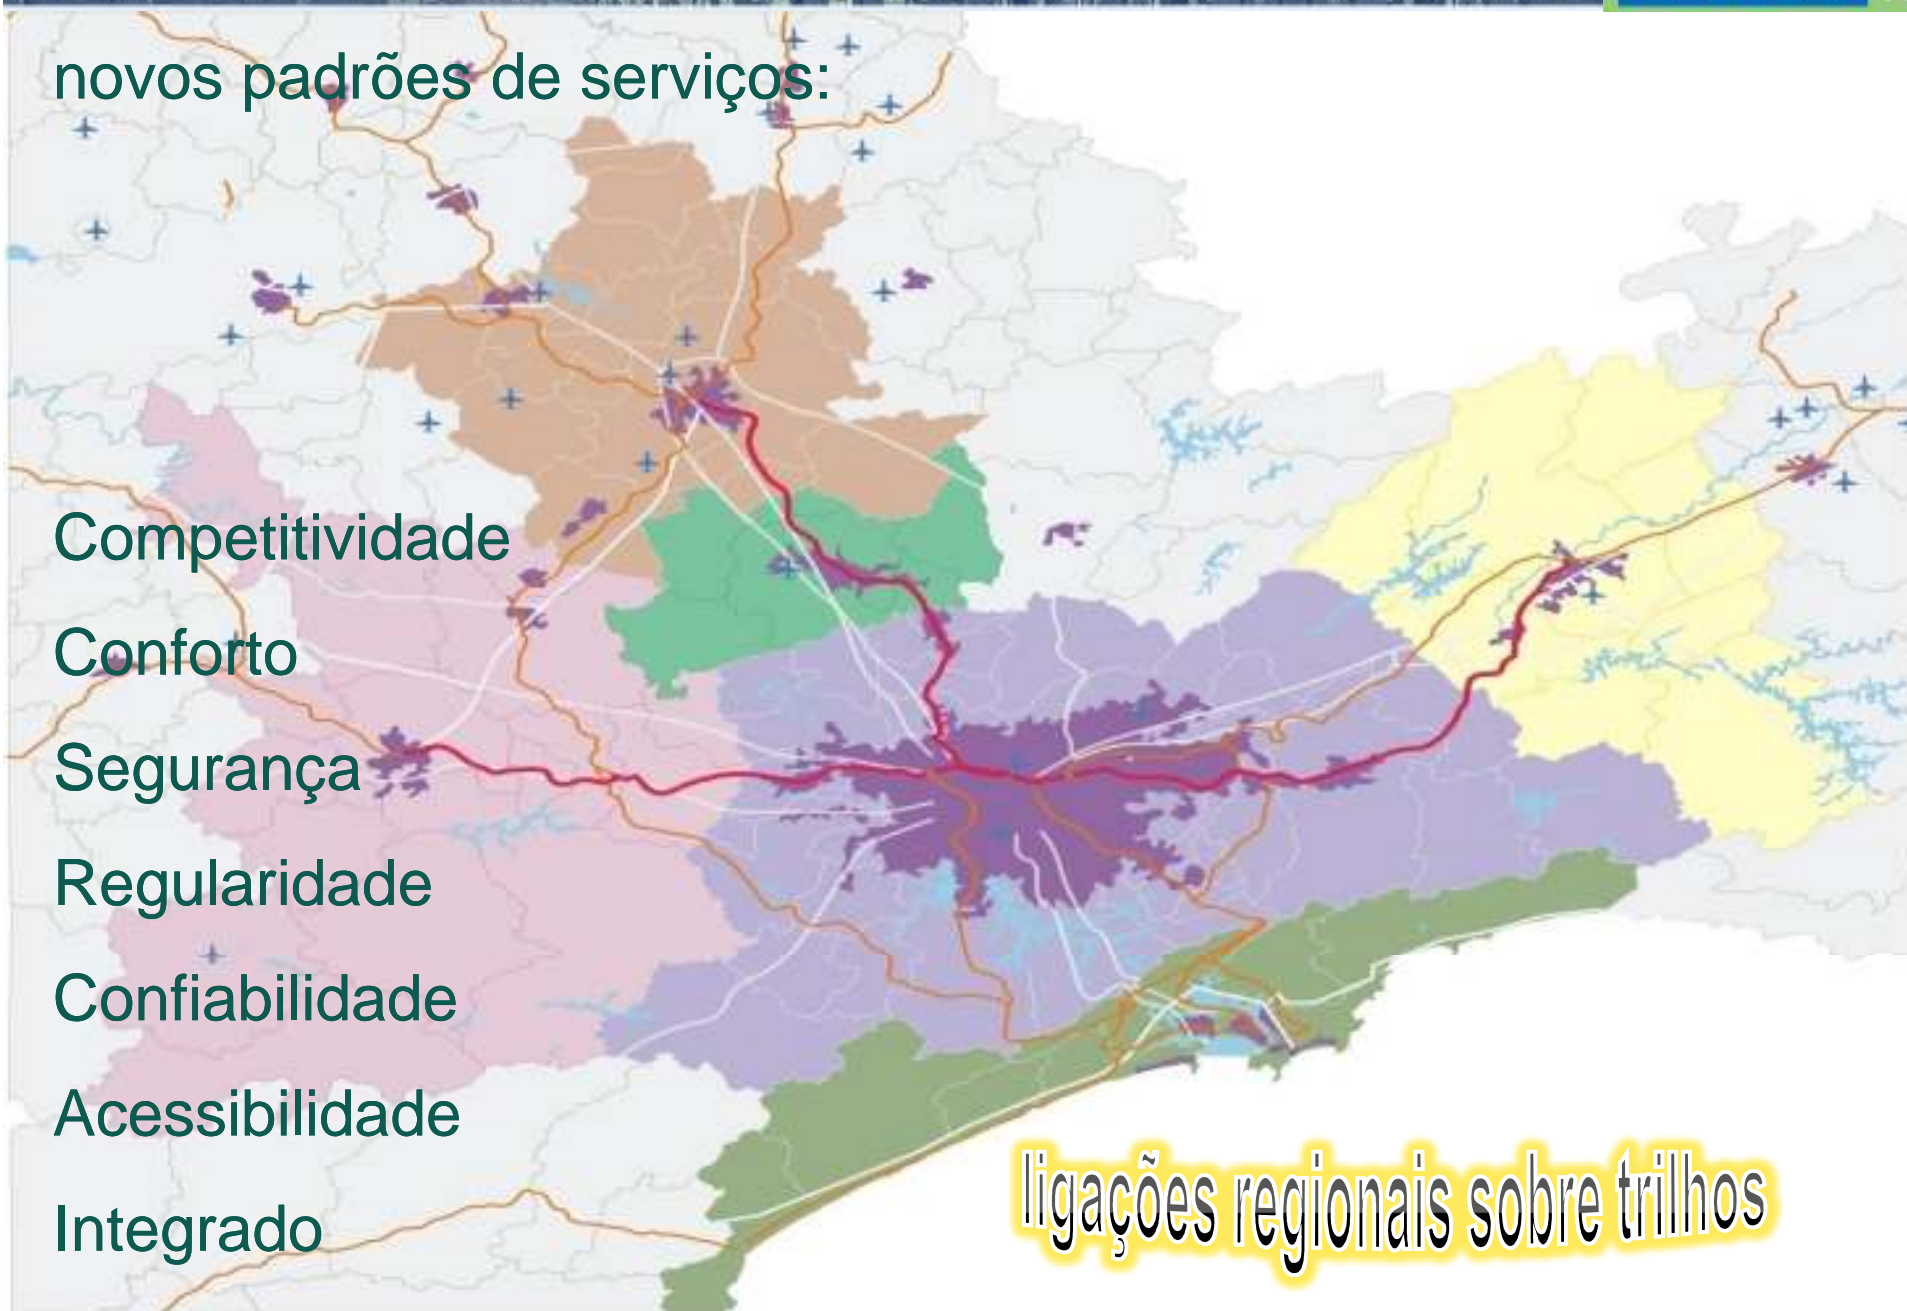 novos padrões de serviços:
Competitividade
Conforto
Segurança
Regularidade
Confiabilidade
Acessibilidade
Integrado
ligações regionais sobre trilhos